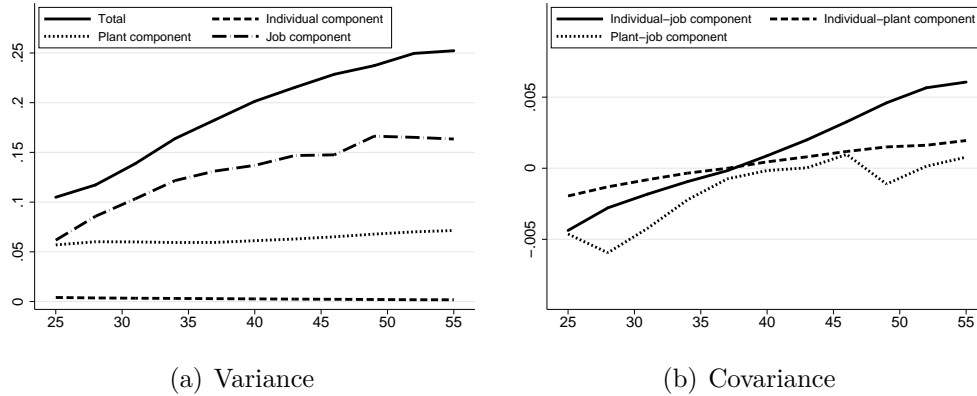 Total
Individual component
Plant component
Job component
.25
.2
.15
.1
.05
0
25 30 35 40 45 50 55
(a) Variance
Individual−job component
Individual−plant component
Plant−job component
.005
0
−.005
25 30 35 40 45 50 55
(b) Covariance